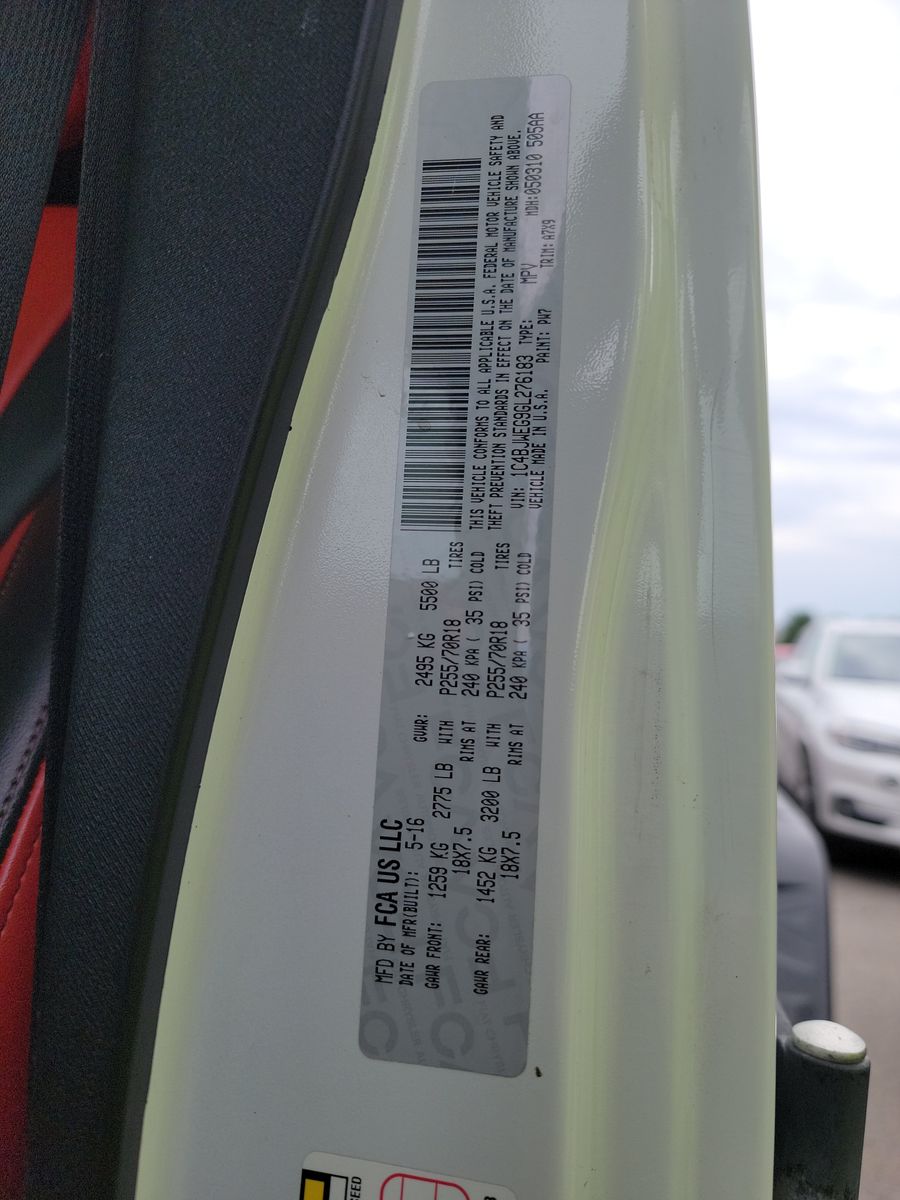 MFD BY FCA US LLC
DATE OF MFR(BUILT): 5-16 GVWR: 2495 KG 5500 LB
GAWR FRONT: 1259 KG 2775 LB WITH P255/70R18 TIRES
18X7.5 RIMS AT 240 KPA ( 35 PSI) COLD
GAWR REAR: 1452 KG 3200 LB WITH P255/70R18 TIRES
18X7.5 RIMS AT 240 KPA ( 35 PSI) COLD
THIS VEHICLE CONFORMS TO ALL APPLICABLE U.S.A. FEDERAL MOTOR VEHICLE SAFETY AND
THEFT PREVENTION STANDARDS IN EFFECT ON THE DATE OF MANUFACTURE SHOWN ABOVE.
VIN: 1C4BJWEG9GL276183 TYPE: MPV MDH:050310 505AA
VEHICLE MADE IN U.S.A. PAINT: PW7 TRIM: A7X9